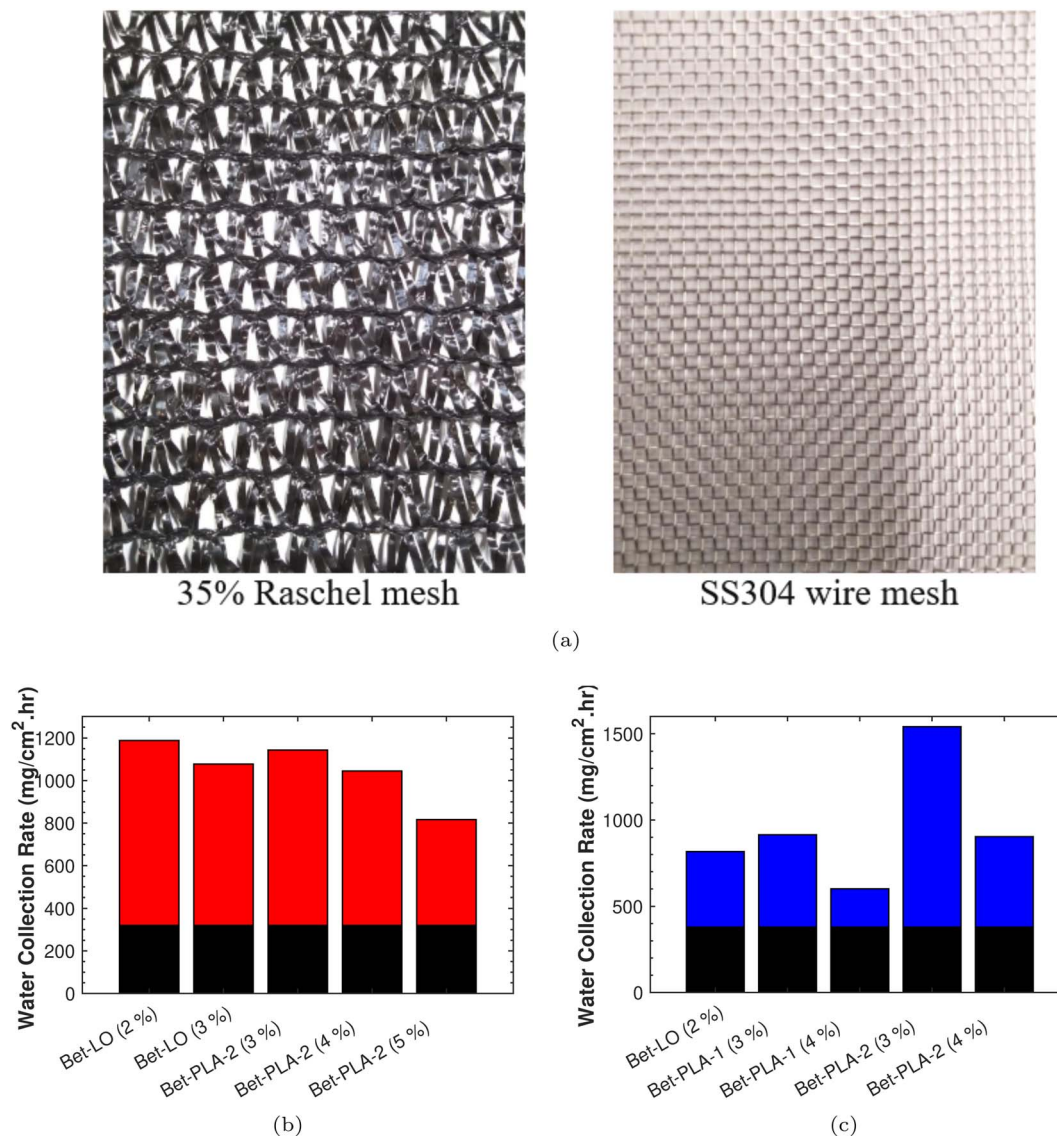 35% Raschel mesh
SS304 wire mesh
(a)
Water Collection Rate (mg/cm².hr)
1200
1000
800
600
400
200
0
Bet-LO (2 %)
Bet-LO (3 %)
Bet-PLA-2 (3 %)
Bet-PLA-2 (4 %)
Bet-PLA-2 (5 %)
(b)
Water Collection Rate (mg/cm².hr)
1500
1000
500
0
Bet-LO (2 %)
Bet-PLA-1 (3 %)
Bet-PLA-1 (4 %)
Bet-PLA-2 (3 %)
Bet-PLA-2 (4 %)
(c)